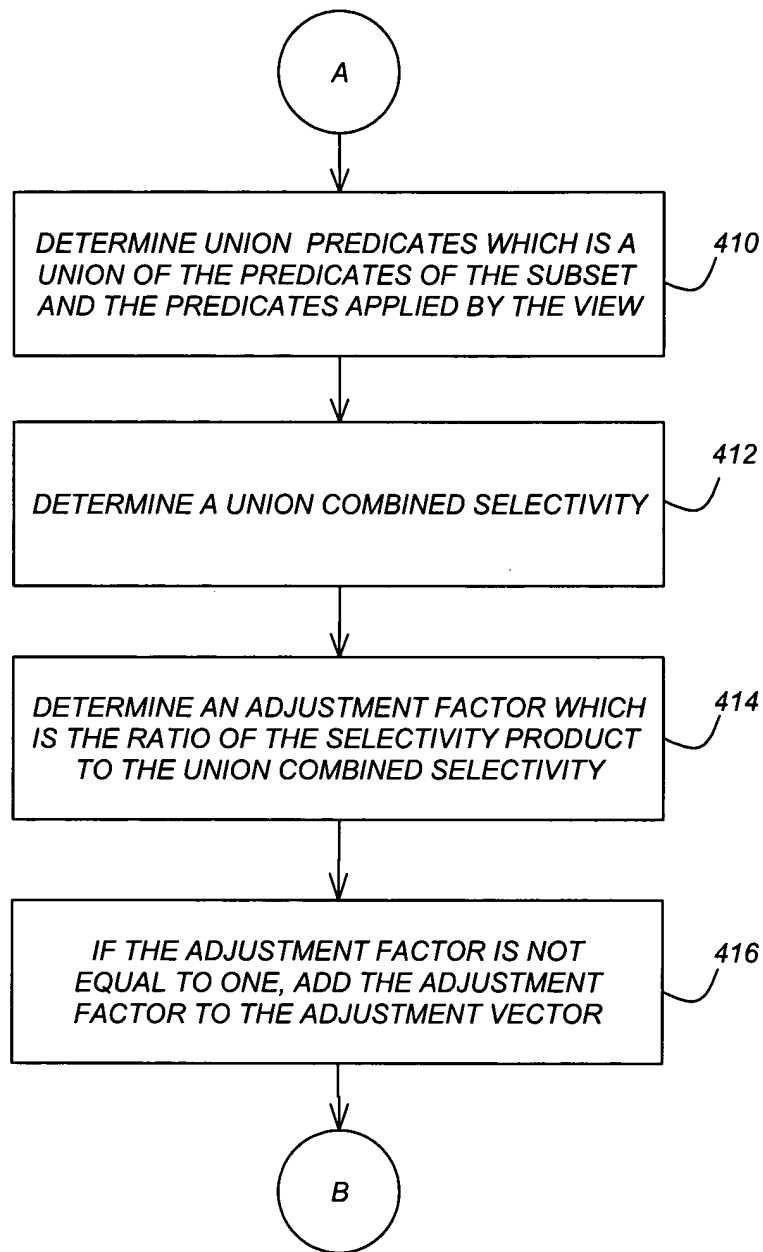 A
DETERMINE UNION PREDICATES WHICH IS A
UNION OF THE PREDICATES OF THE SUBSET
AND THE PREDICATES APPLIED BY THE VIEW
410
DETERMINE A UNION COMBINED SELECTIVITY
412
DETERMINE AN ADJUSTMENT FACTOR WHICH
IS THE RATIO OF THE SELECTIVITY PRODUCT
TO THE UNION COMBINED SELECTIVITY
414
IF THE ADJUSTMENT FACTOR IS NOT
EQUAL TO ONE, ADD THE ADJUSTMENT
FACTOR TO THE ADJUSTMENT VECTOR
416
B